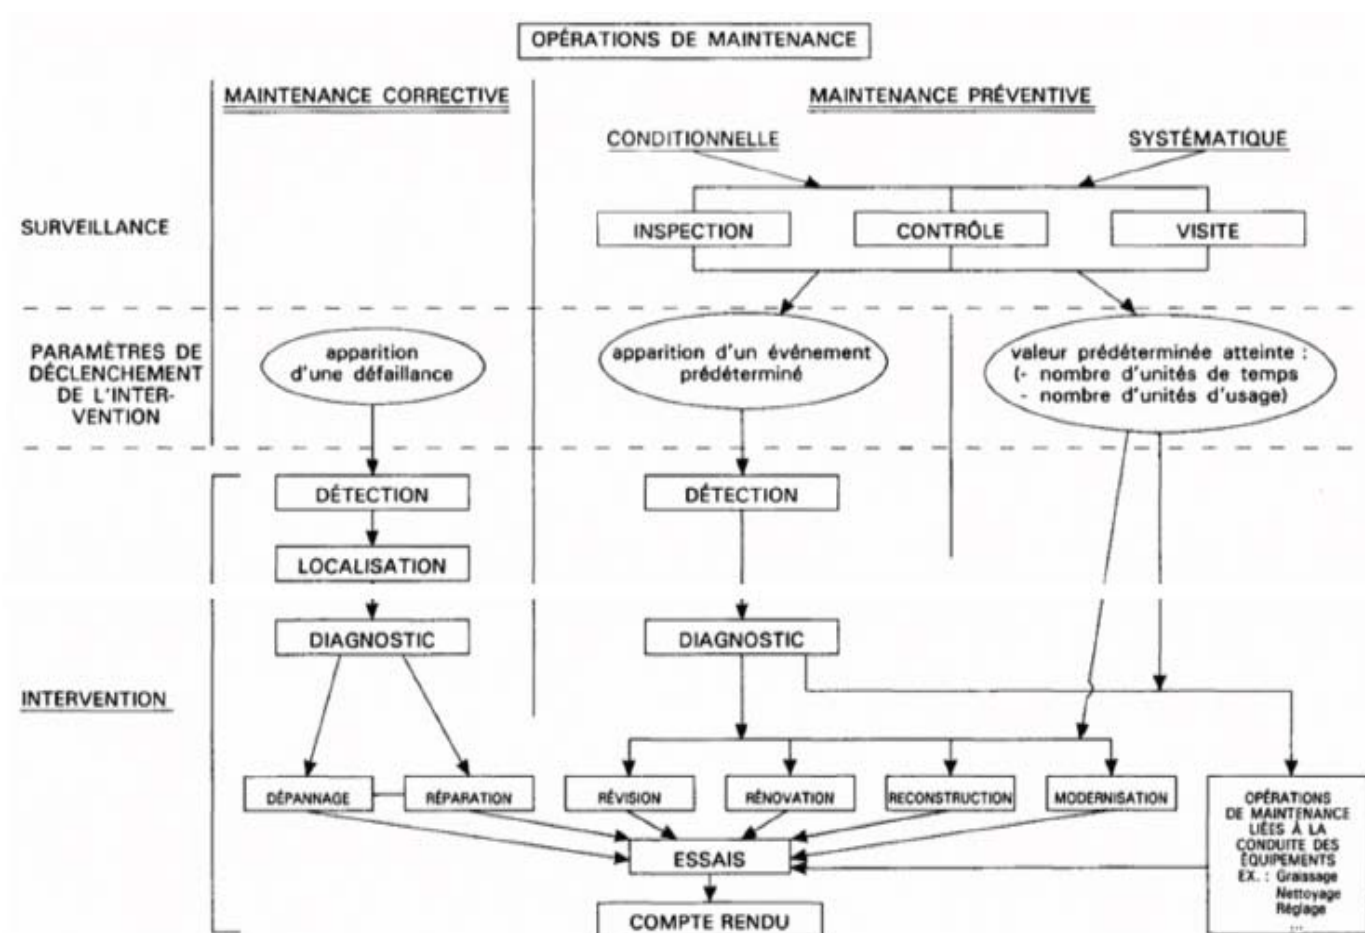 OPÉRATIONS DE MAINTENANCE
MAINTENANCE CORRECTIVE
MAINTENANCE PRÉVENTIVE
CONDITIONNELLE
SYSTÉMATIQUE
SURVEILLANCE
INSPECTION
CONTRÔLE
VISITE
PARAMÈTRES DE
DÉCLENCHEMENT
DE L'INTER-
VENTION
apparition
d'une défaillance
apparition d'un événement
prédéterminé
valeur prédéterminée atteinte :
(- nombre d'unités de temps
- nombre d'unités d'usage)
DÉTECTION
DÉTECTION
LOCALISATION
DIAGNOSTIC
DIAGNOSTIC
INTERVENTION
DÉPANNAGE
RÉPARATION
RÉVISION
RÉNOVATION
RECONSTRUCTION
MODERNISATION
OPÉRATIONS
DE MAINTENANCE
LIÉES À LA
CONDUITE DES
ÉQUIPEMENTS
EX. : Graissage
Nettoyage
Réglage
...
ESSAIS
COMPTE RENDU